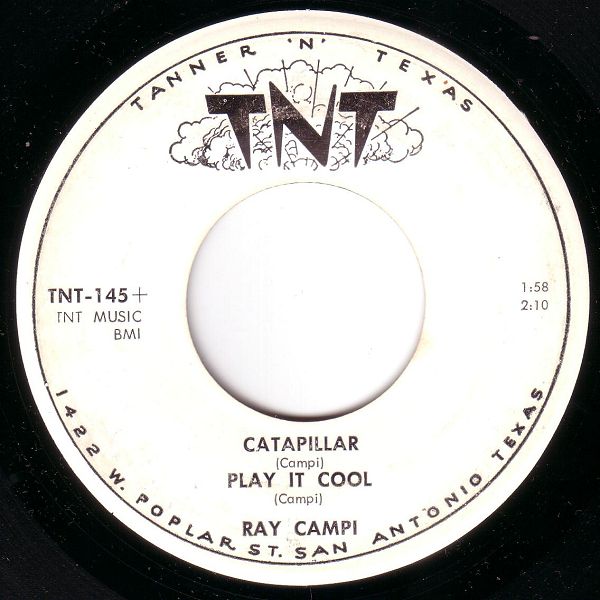 TANNER 'N' TEXAS
TNT
TNT-145+
TNT MUSIC
BMI
1:58
2:10
CATAPILLAR
(Campi)
PLAY IT COOL
(Campi)
RAY CAMPI
1422 W. POPLAR ST. SAN ANTONIO TEXAS